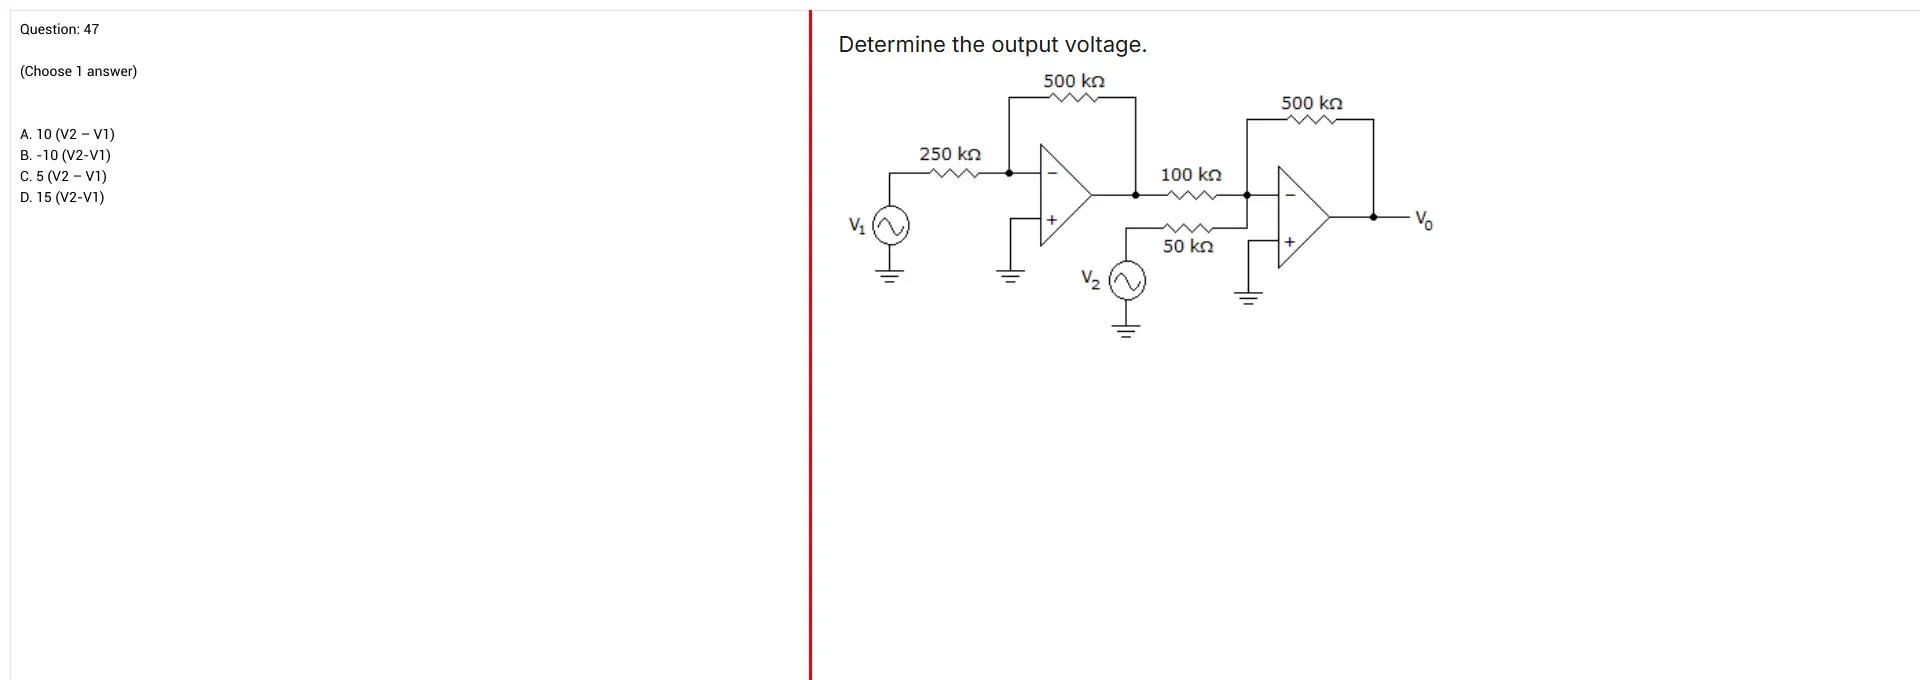 Question: 47
(Choose 1 answer)
A. 10 (V2 – V1)
B. -10 (V2-V1)
C. 5 (V2 – V1)
D. 15 (V2-V1)
Determine the output voltage.
500 kΩ
500 kΩ
250 kΩ
100 kΩ
50 kΩ
V₁
V₂
V₀
−
+
−
+